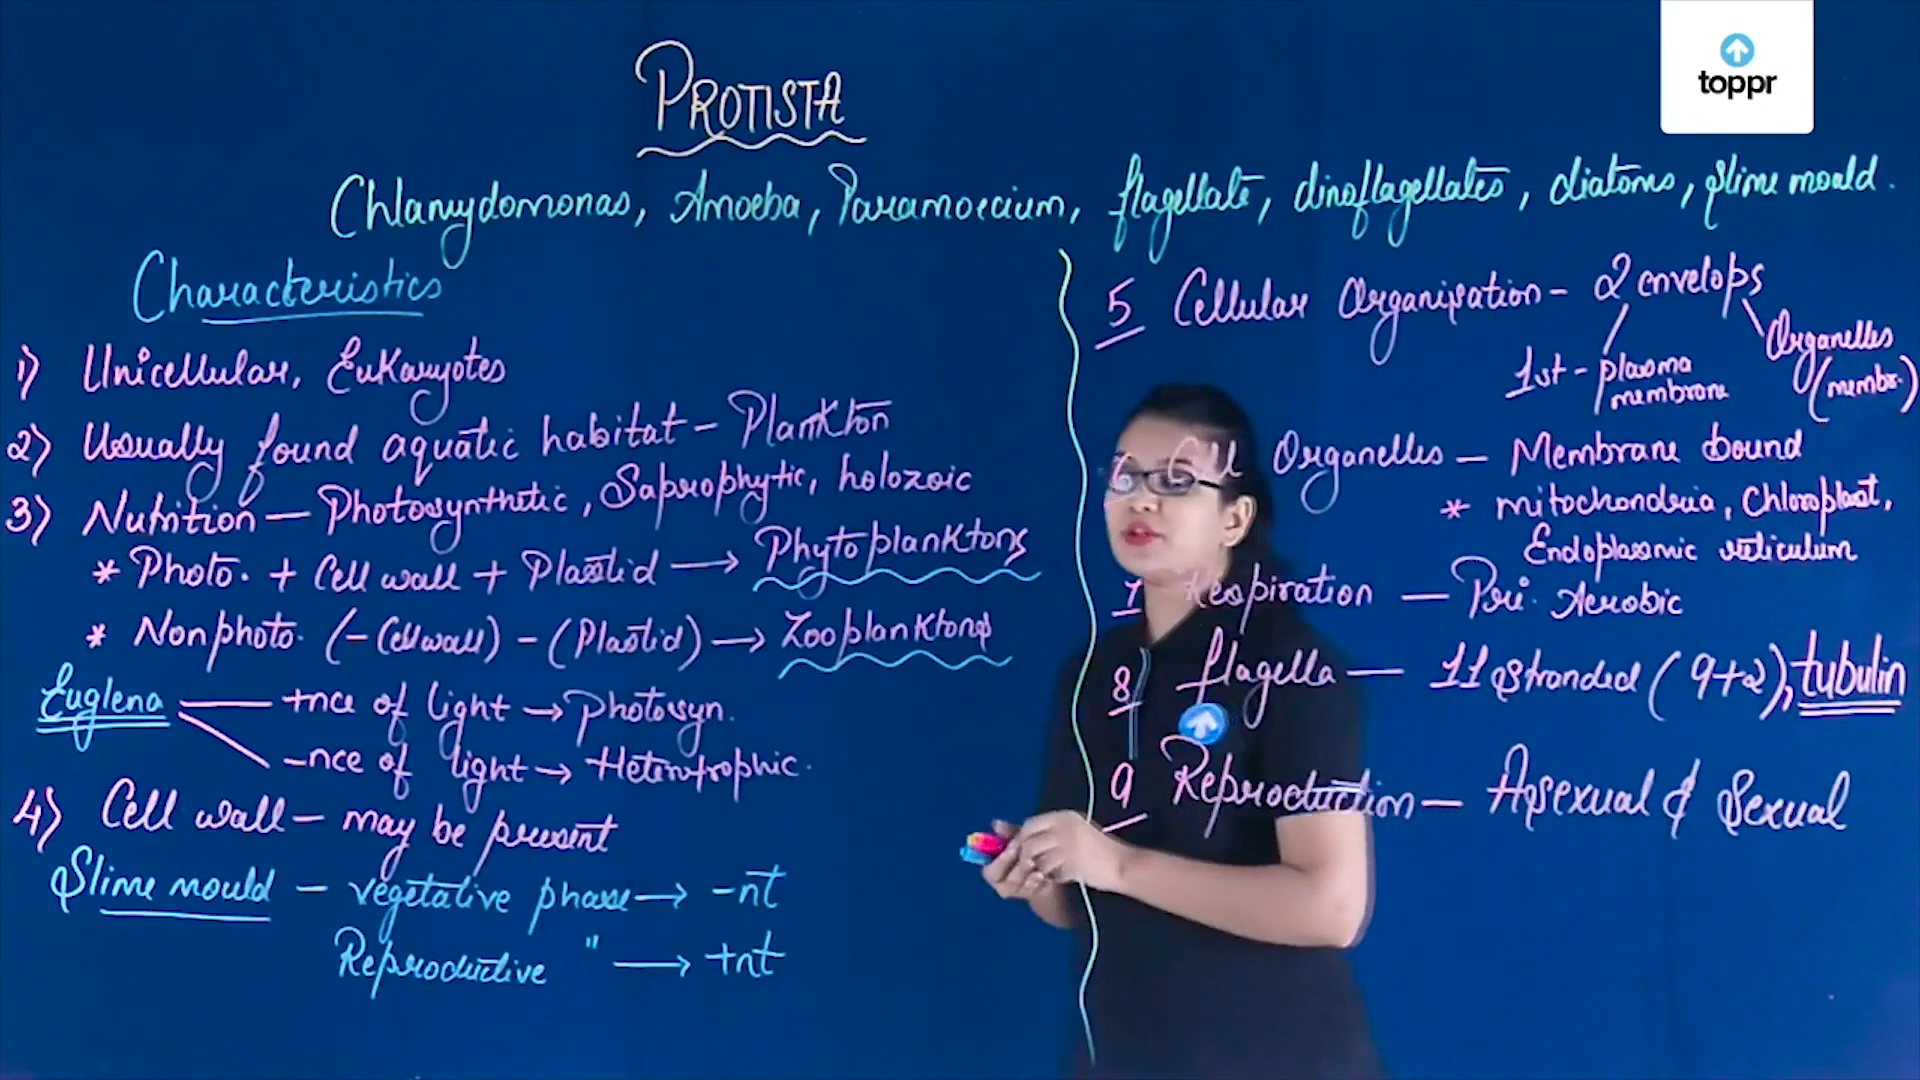 toppr
PROTISTA
Chlamydomonas, Amoeba, Paramoecium, flagellate, dinoflagellates, diatoms, slime mould.
Characteristics
1) Unicellular, Eukaryotes
2) Usually found aquatic habitat - Plankton
3) Nutrition - Photosynthetic, Saprophytic, holozoic
* Photo. + Cell wall + Plastid → Phytoplanktons
* Nonphoto. (-Cellwall) - (Plastid) → Zooplanktons
Euglena +nce of light → Photosyn.
-nce of light → Heterotrophic.
4) Cell wall - may be present
Slime mould - vegetative phase → -nt
Reproductive " → +nt
5 Cellular Organisation - 2 envelops
1st - plasma membrane
Organelles (membr.)
6 Cell Organelles - Membrane bound
* mitochondria, Chloroplast,
Endoplasmic reticulum
7 Respiration - Pri. Aerobic
8 flagella - 11 stranded (9+2), tubulin
9 Reproduction - Asexual & Sexual